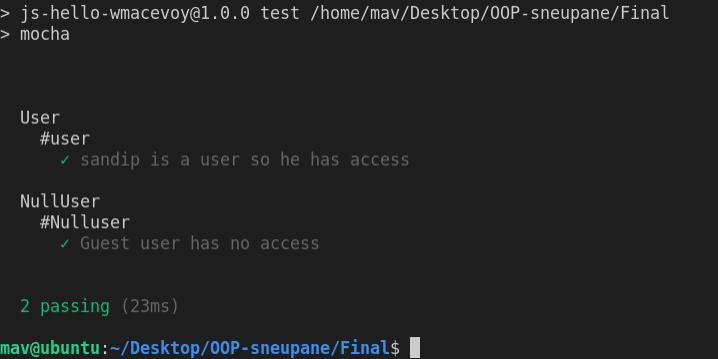 > js-hello-wmacevoy@1.0.0 test /home/mav/Desktop/OOP-sneupane/Final
> mocha
User
#user
✓ sandip is a user so he has access
NullUser
#Nulluser
✓ Guest user has no access
2 passing (23ms)
mav@ubuntu:~/Desktop/OOP-sneupane/Final$